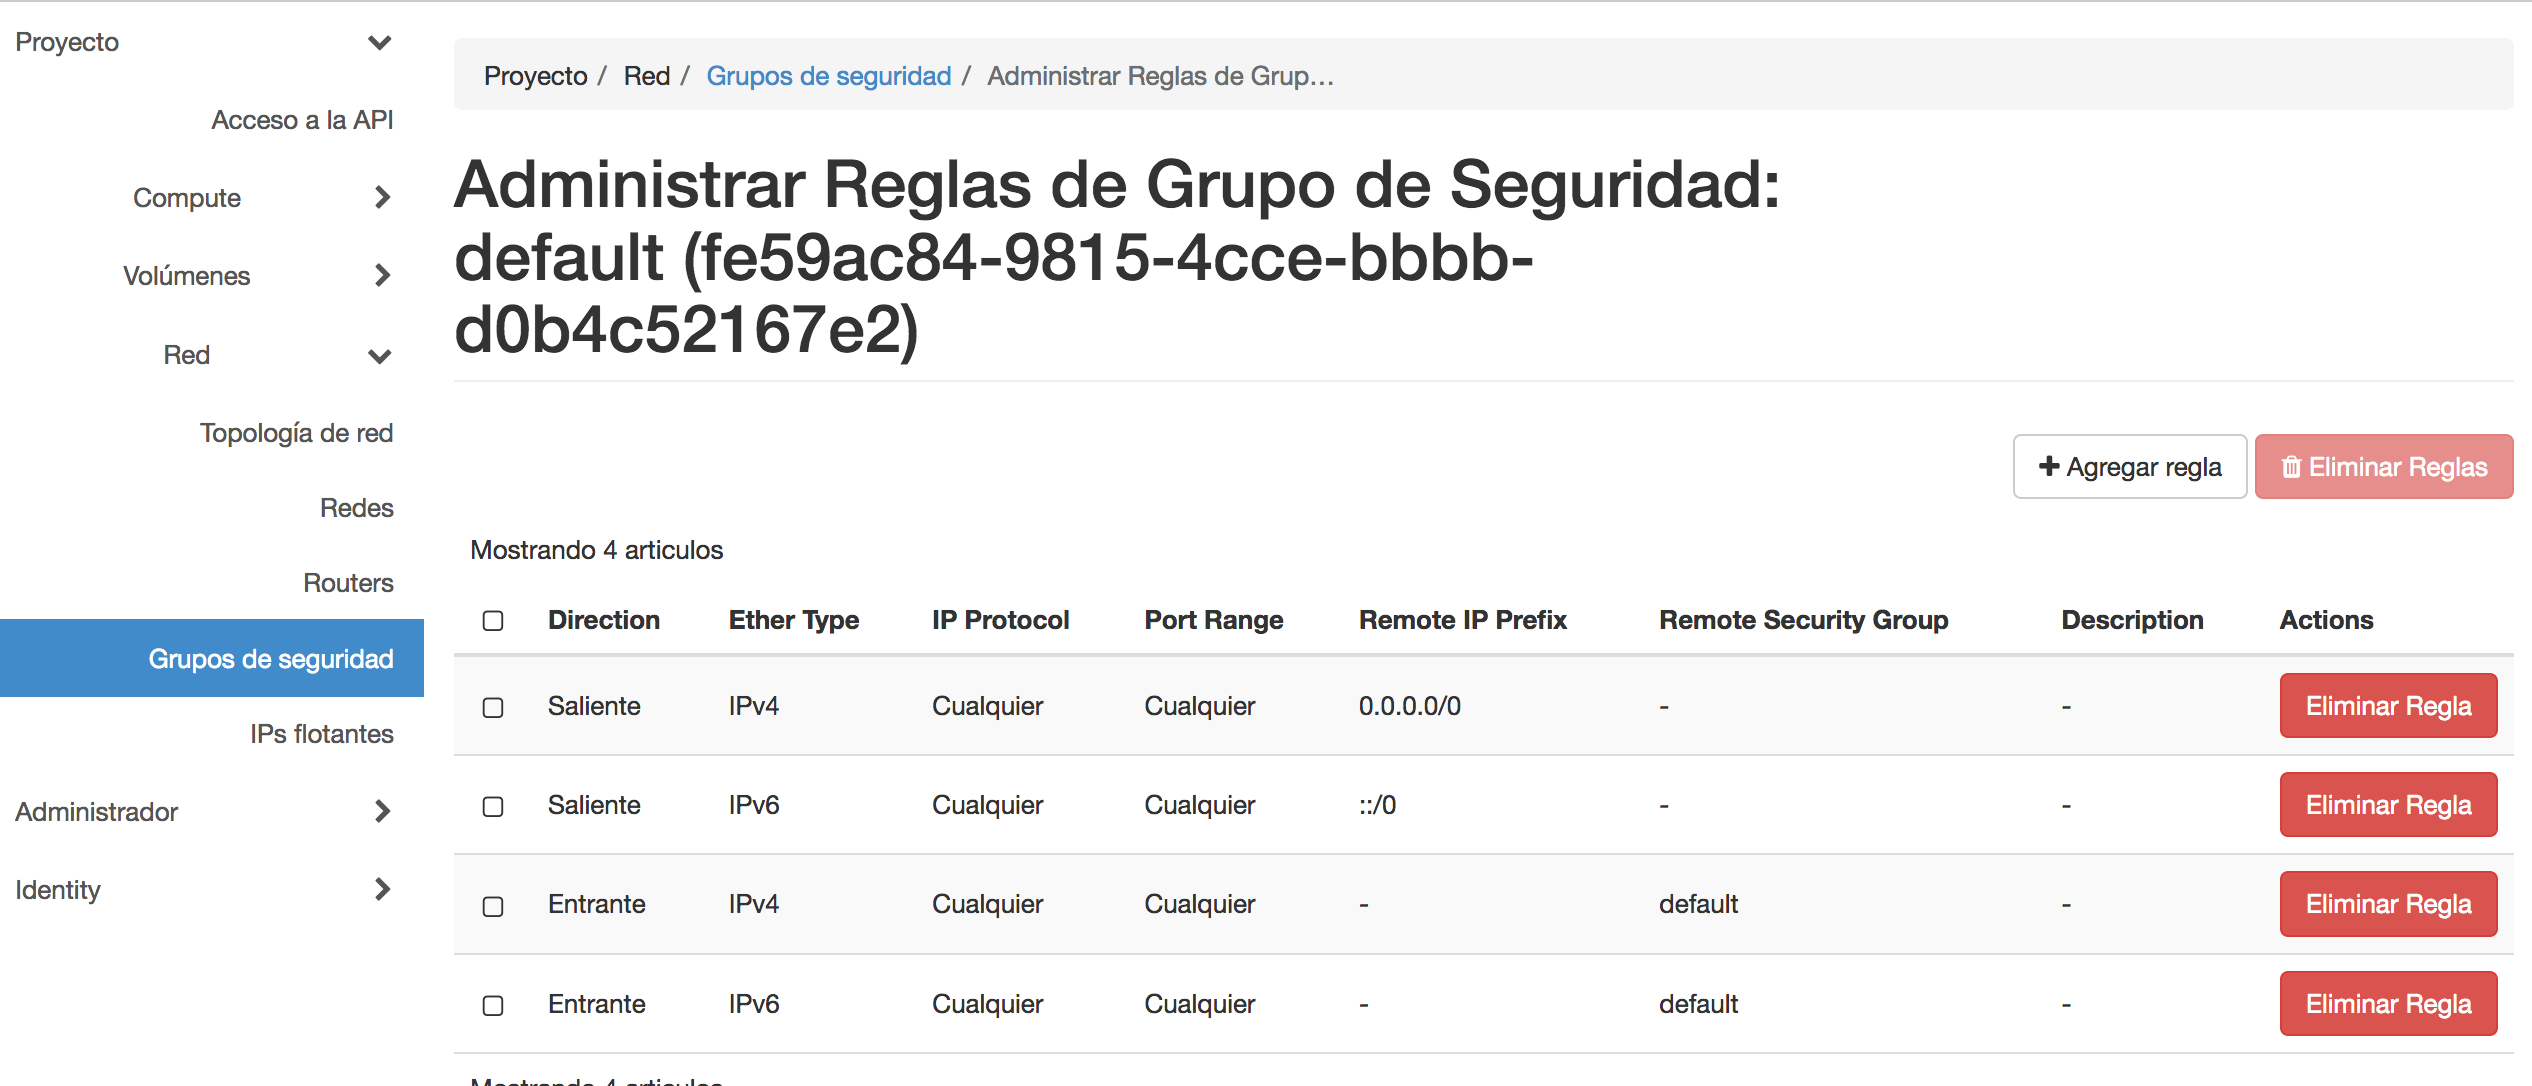 Proyecto
Acceso a la API
Compute
Volúmenes
Red
Topología de red
Redes
Routers
Grupos de seguridad
IPs flotantes
Administrador
Identity
Proyecto / Red / Grupos de seguridad / Administrar Reglas de Grup…
Administrar Reglas de Grupo de Seguridad:
default (fe59ac84-9815-4cce-bbbb-
d0b4c52167e2)
Agregar regla Eliminar Reglas
Mostrando 4 articulos
Direction Ether Type IP Protocol Port Range Remote IP Prefix Remote Security Group Description Actions
Saliente IPv4 Cualquier Cualquier 0.0.0.0/0 - - Eliminar Regla
Saliente IPv6 Cualquier Cualquier ::/0 - - Eliminar Regla
Entrante IPv4 Cualquier Cualquier - default - Eliminar Regla
Entrante IPv6 Cualquier Cualquier - default - Eliminar Regla
Mostrando 4 articulos